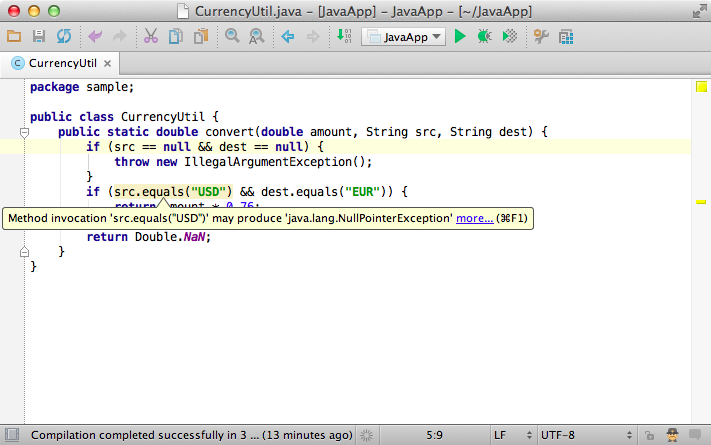 CurrencyUtil.java – [JavaApp] – JavaApp – [~/JavaApp]
JavaApp
CurrencyUtil
package sample;
public class CurrencyUtil {
public static double convert(double amount, String src, String dest) {
if (src == null && dest == null) {
throw new IllegalArgumentException();
}
if (src.equals("USD") && dest.equals("EUR")) {
return amount * 0.76;
Method invocation 'src.equals("USD")' may produce 'java.lang.NullPointerException' more... (⌘F1)
return Double.NaN;
}
}
Compilation completed successfully in 3 ... (13 minutes ago)
5:9
LF
UTF-8